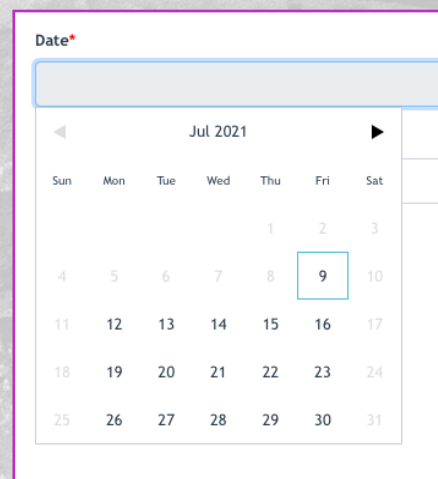 Date*
Jul 2021
Sun Mon Tue Wed Thu Fri Sat
1 2 3
4 5 6 7 8 9 10
11 12 13 14 15 16 17
18 19 20 21 22 23 24
25 26 27 28 29 30 31